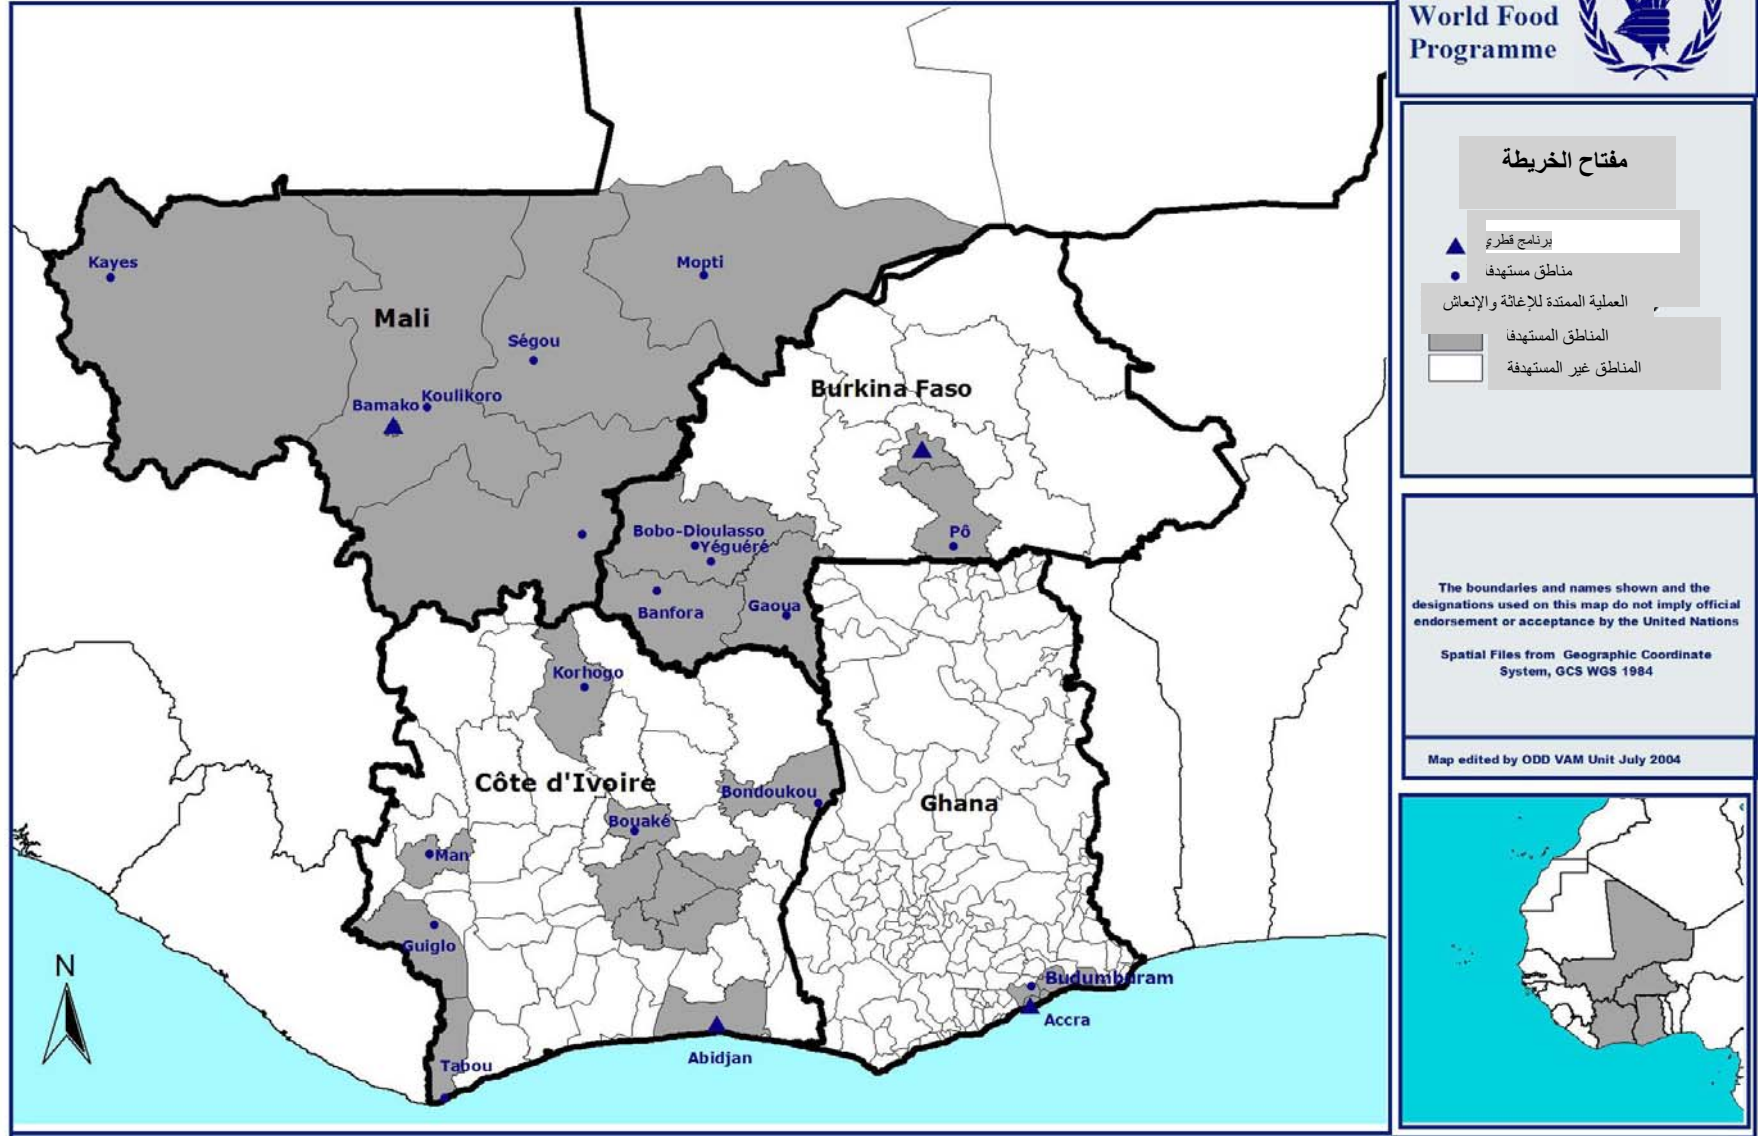 World Food
Programme
مفتاح الخريطة
برنامج قطري
مناطق مستهدفة
العملية الممتدة للإغاثة والإنعاش
المناطق المستهدفة
المناطق غير المستهدفة
Kayes
Mopti
Mali
Ségou
Koulikoro
Bamako
Burkina Faso
Bobo-Dioulasso
Yéguéré
Pô
Banfora
Gaoua
Korhogo
Côte d'Ivoire
Bondoukou
Ghana
Bouaké
Man
Guiglo
N
Budumburam
Accra
Abidjan
Tabou
The boundaries and names shown and the
designations used on this map do not imply official
endorsement or acceptance by the United Nations
Spatial Files from Geographic Coordinate
System, GCS WGS 1984
Map edited by ODD VAM Unit July 2004